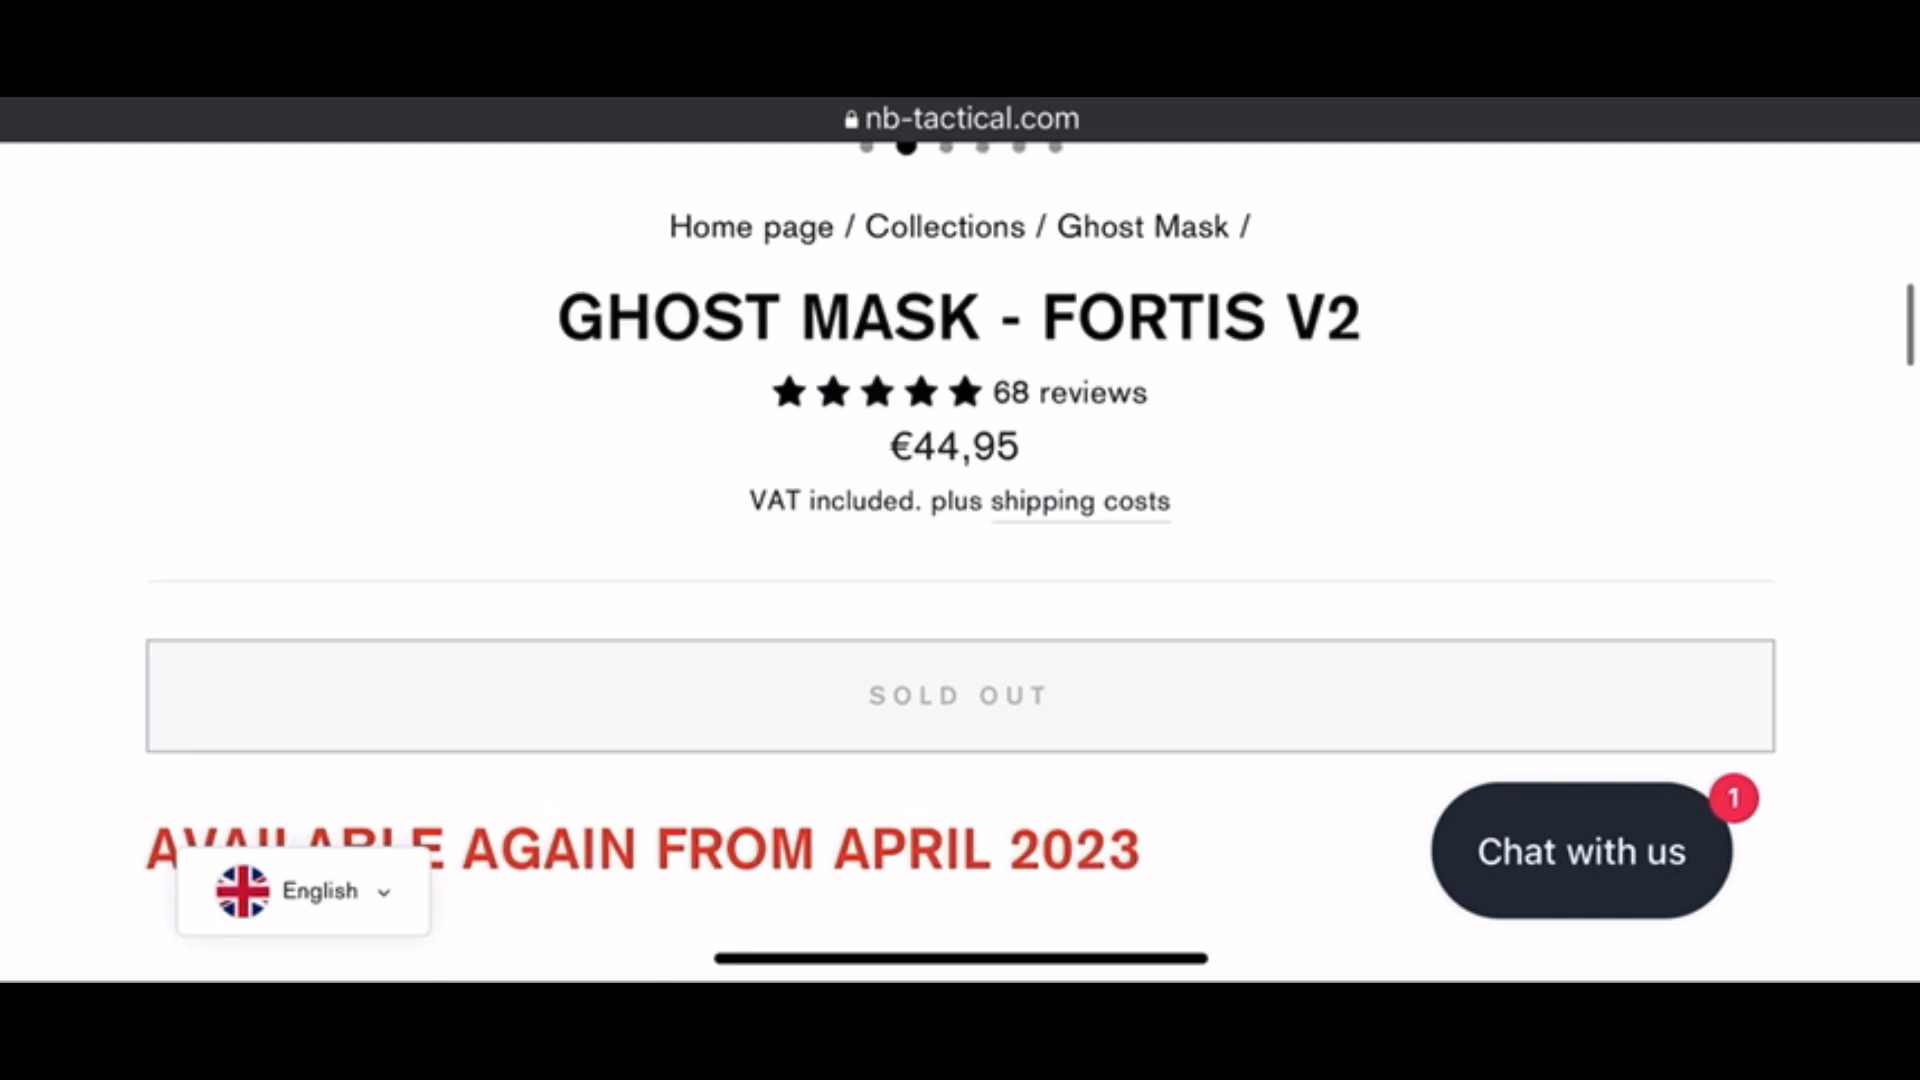 nb-tactical.com
Home page / Collections / Ghost Mask /
GHOST MASK - FORTIS V2
68 reviews
€44,95
VAT included. plus shipping costs
SOLD OUT
AVAILABLE AGAIN FROM APRIL 2023
1
Chat with us
English